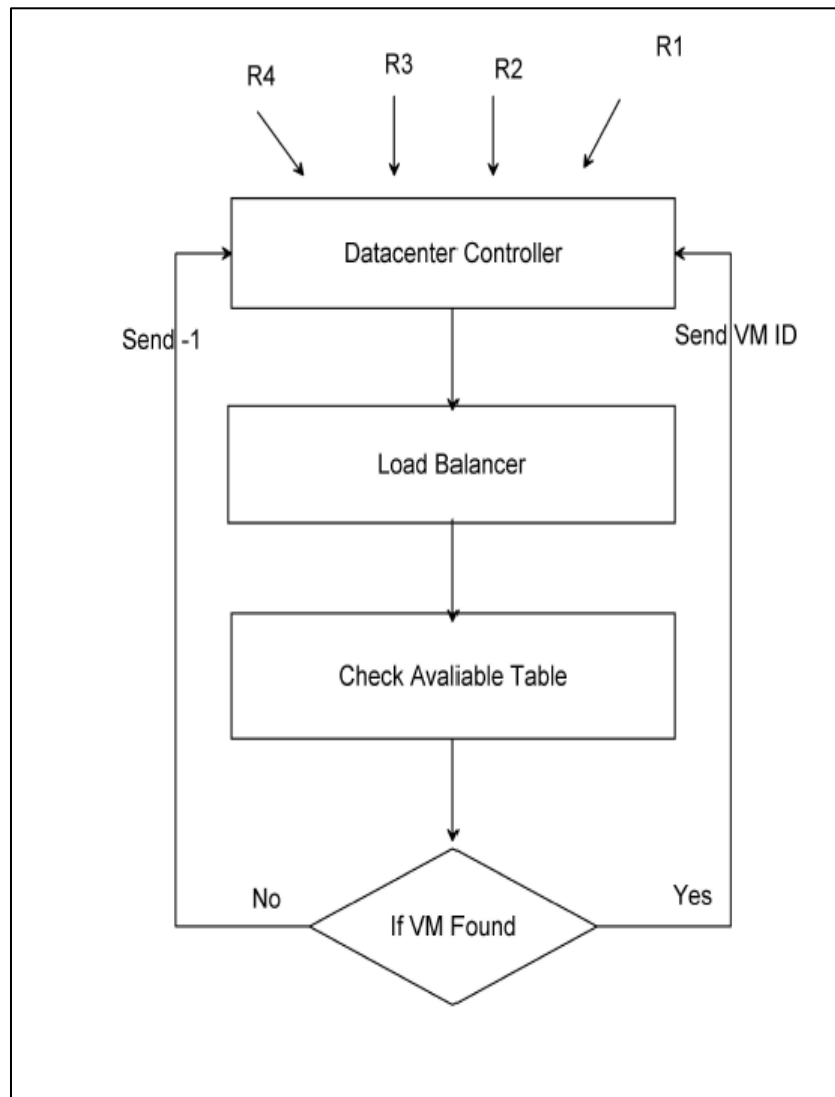 R4
R3
R2
R1
Datacenter Controller
Send -1
Send VM ID
Load Balancer
Check Avaliable Table
No
Yes
If VM Found